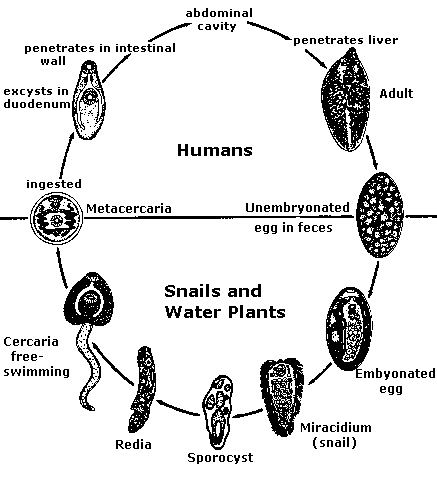 abdominal
cavity
penetrates in intestinal
wall
penetrates liver
excysts in
duodenum
Adult
Humans
ingested
Metacercaria
Unembryonated
egg in feces
Snails and
Water Plants
Cercaria
free-
swimming
Embyonated
egg
Redia
Sporocyst
Miracidium
(snail)